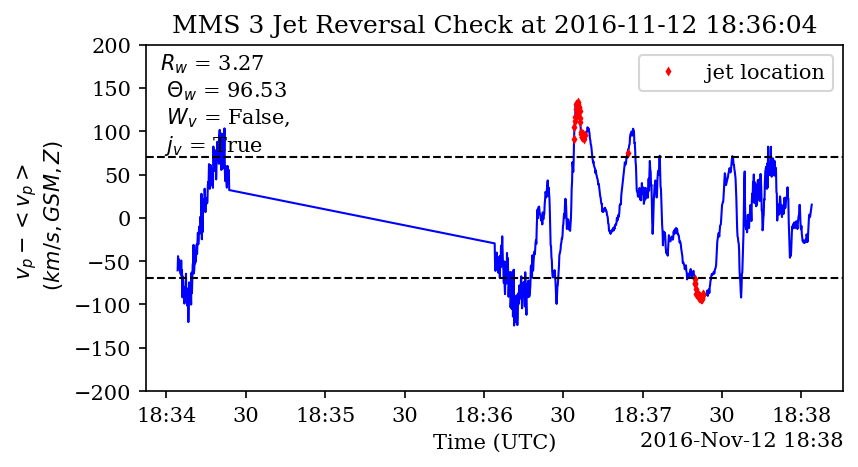 MMS 3 Jet Reversal Check at 2016-11-12 18:36:04
200
150
100
50
0
−50
−100
−150
−200
v_p − < v_p >
(km/s, GSM, Z)
R_w = 3.27
Θ_w = 96.53
W_v = False,
j_v = True
jet location
18:34 30 18:35 30 18:36 30 18:37 30 18:38
Time (UTC)
2016-Nov-12 18:38